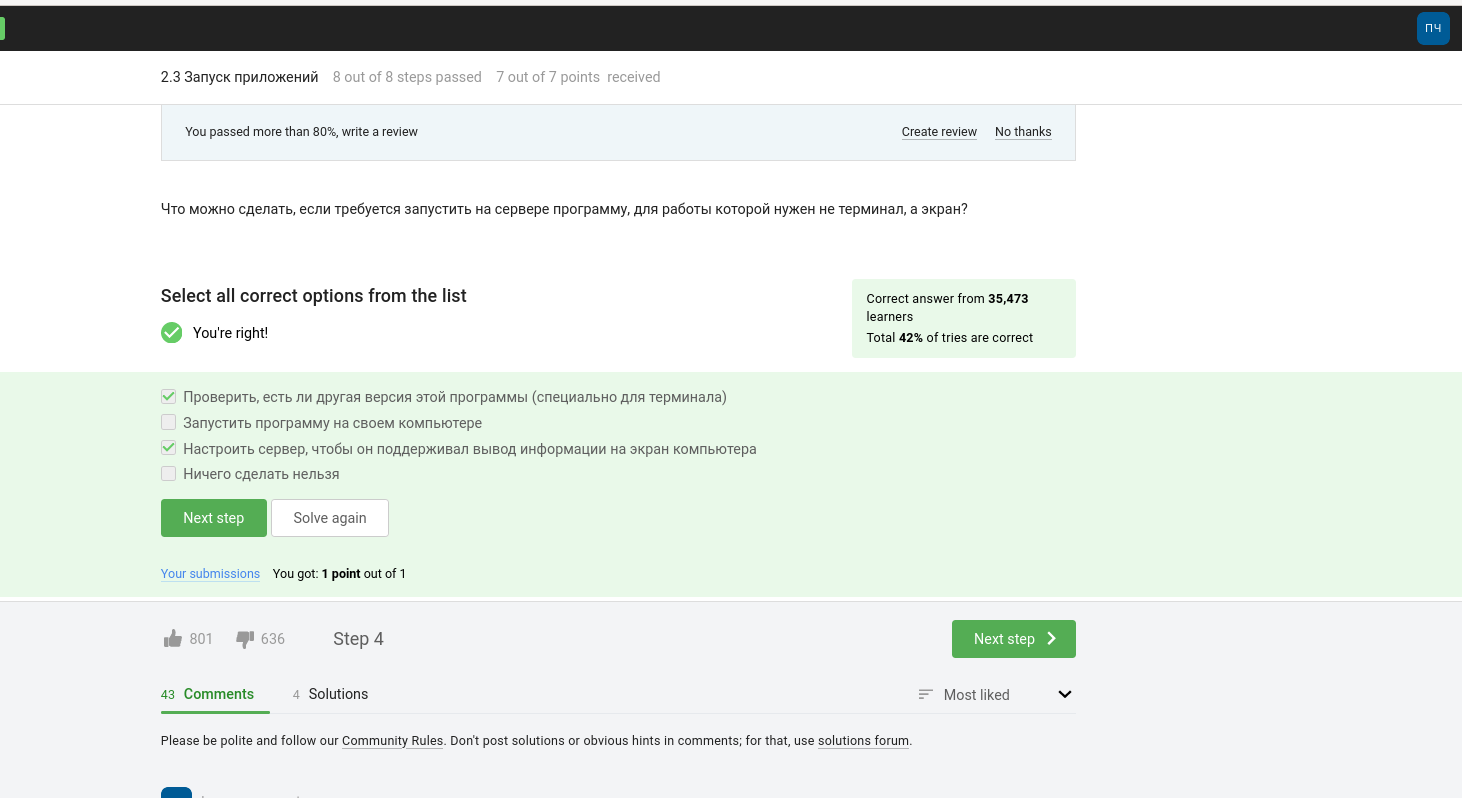 ПЧ
2.3 Запуск приложений 8 out of 8 steps passed 7 out of 7 points received
You passed more than 80%, write a review Create review No thanks
Что можно сделать, если требуется запустить на сервере программу, для работы которой нужен не терминал, а экран?
Select all correct options from the list
You're right!
Correct answer from 35,473
learners
Total 42% of tries are correct
Проверить, есть ли другая версия этой программы (специально для терминала)
Запустить программу на своем компьютере
Настроить сервер, чтобы он поддерживал вывод информации на экран компьютера
Ничего сделать нельзя
Next step Solve again
Your submissions You got: 1 point out of 1
801 636 Step 4 Next step
43 Comments 4 Solutions Most liked
Please be polite and follow our Community Rules. Don't post solutions or obvious hints in comments; for that, use solutions forum.